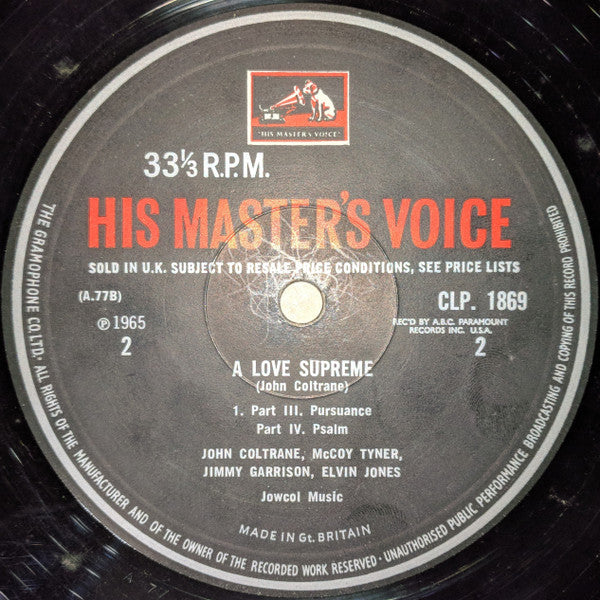 "HIS MASTER'S VOICE"
33⅓ R.P.M.
HIS MASTER'S VOICE
SOLD IN U.K. SUBJECT TO RESALE PRICE CONDITIONS, SEE PRICE LISTS
(A.77B)
CLP. 1869
℗ 1965
REC'D BY A.B.C. PARAMOUNT
RECORDS INC. U.S.A.
2
2
A LOVE SUPREME
(John Coltrane)
1. Part III. Pursuance
Part IV. Psalm
JOHN COLTRANE, McCOY TYNER,
JIMMY GARRISON, ELVIN JONES
Jowcol Music
MADE IN Gt. BRITAIN
THE GRAMOPHONE CO. LTD. ALL RIGHTS OF THE MANUFACTURER AND OF THE OWNER OF THE RECORDED WORK RESERVED · UNAUTHORISED PUBLIC PERFORMANCE BROADCASTING AND COPYING OF THIS RECORD PROHIBITED